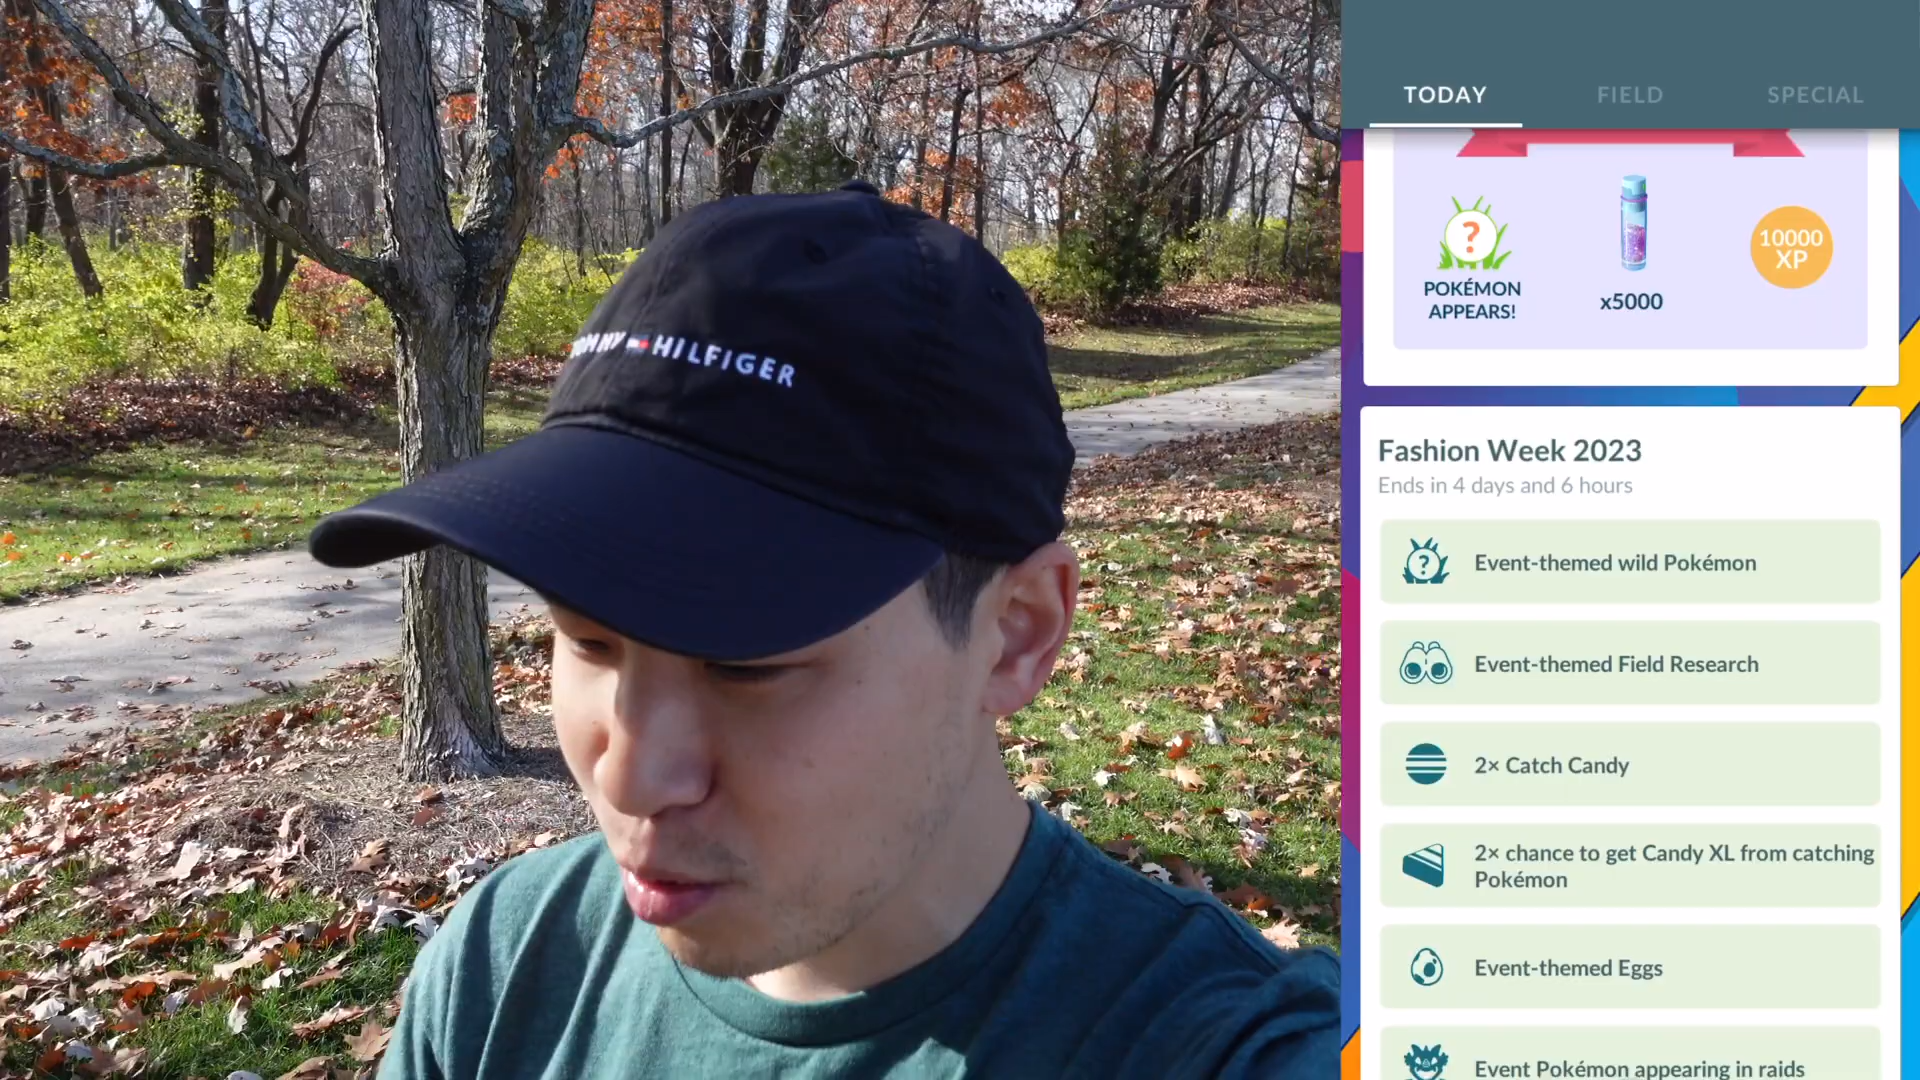 TOMMY HILFIGER
TODAY
FIELD
SPECIAL
?
POKÉMON
APPEARS!
x5000
10000
XP
Fashion Week 2023
Ends in 4 days and 6 hours
?
Event-themed wild Pokémon
Event-themed Field Research
2× Catch Candy
2× chance to get Candy XL from catching
Pokémon
Event-themed Eggs
Event Pokémon appearing in raids